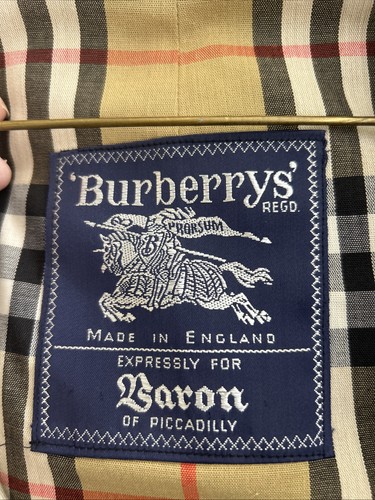 'Burberrys'
REGD.
PRORSUM
B
MADE IN ENGLAND
EXPRESSLY FOR
Baron
OF PICCADILLY